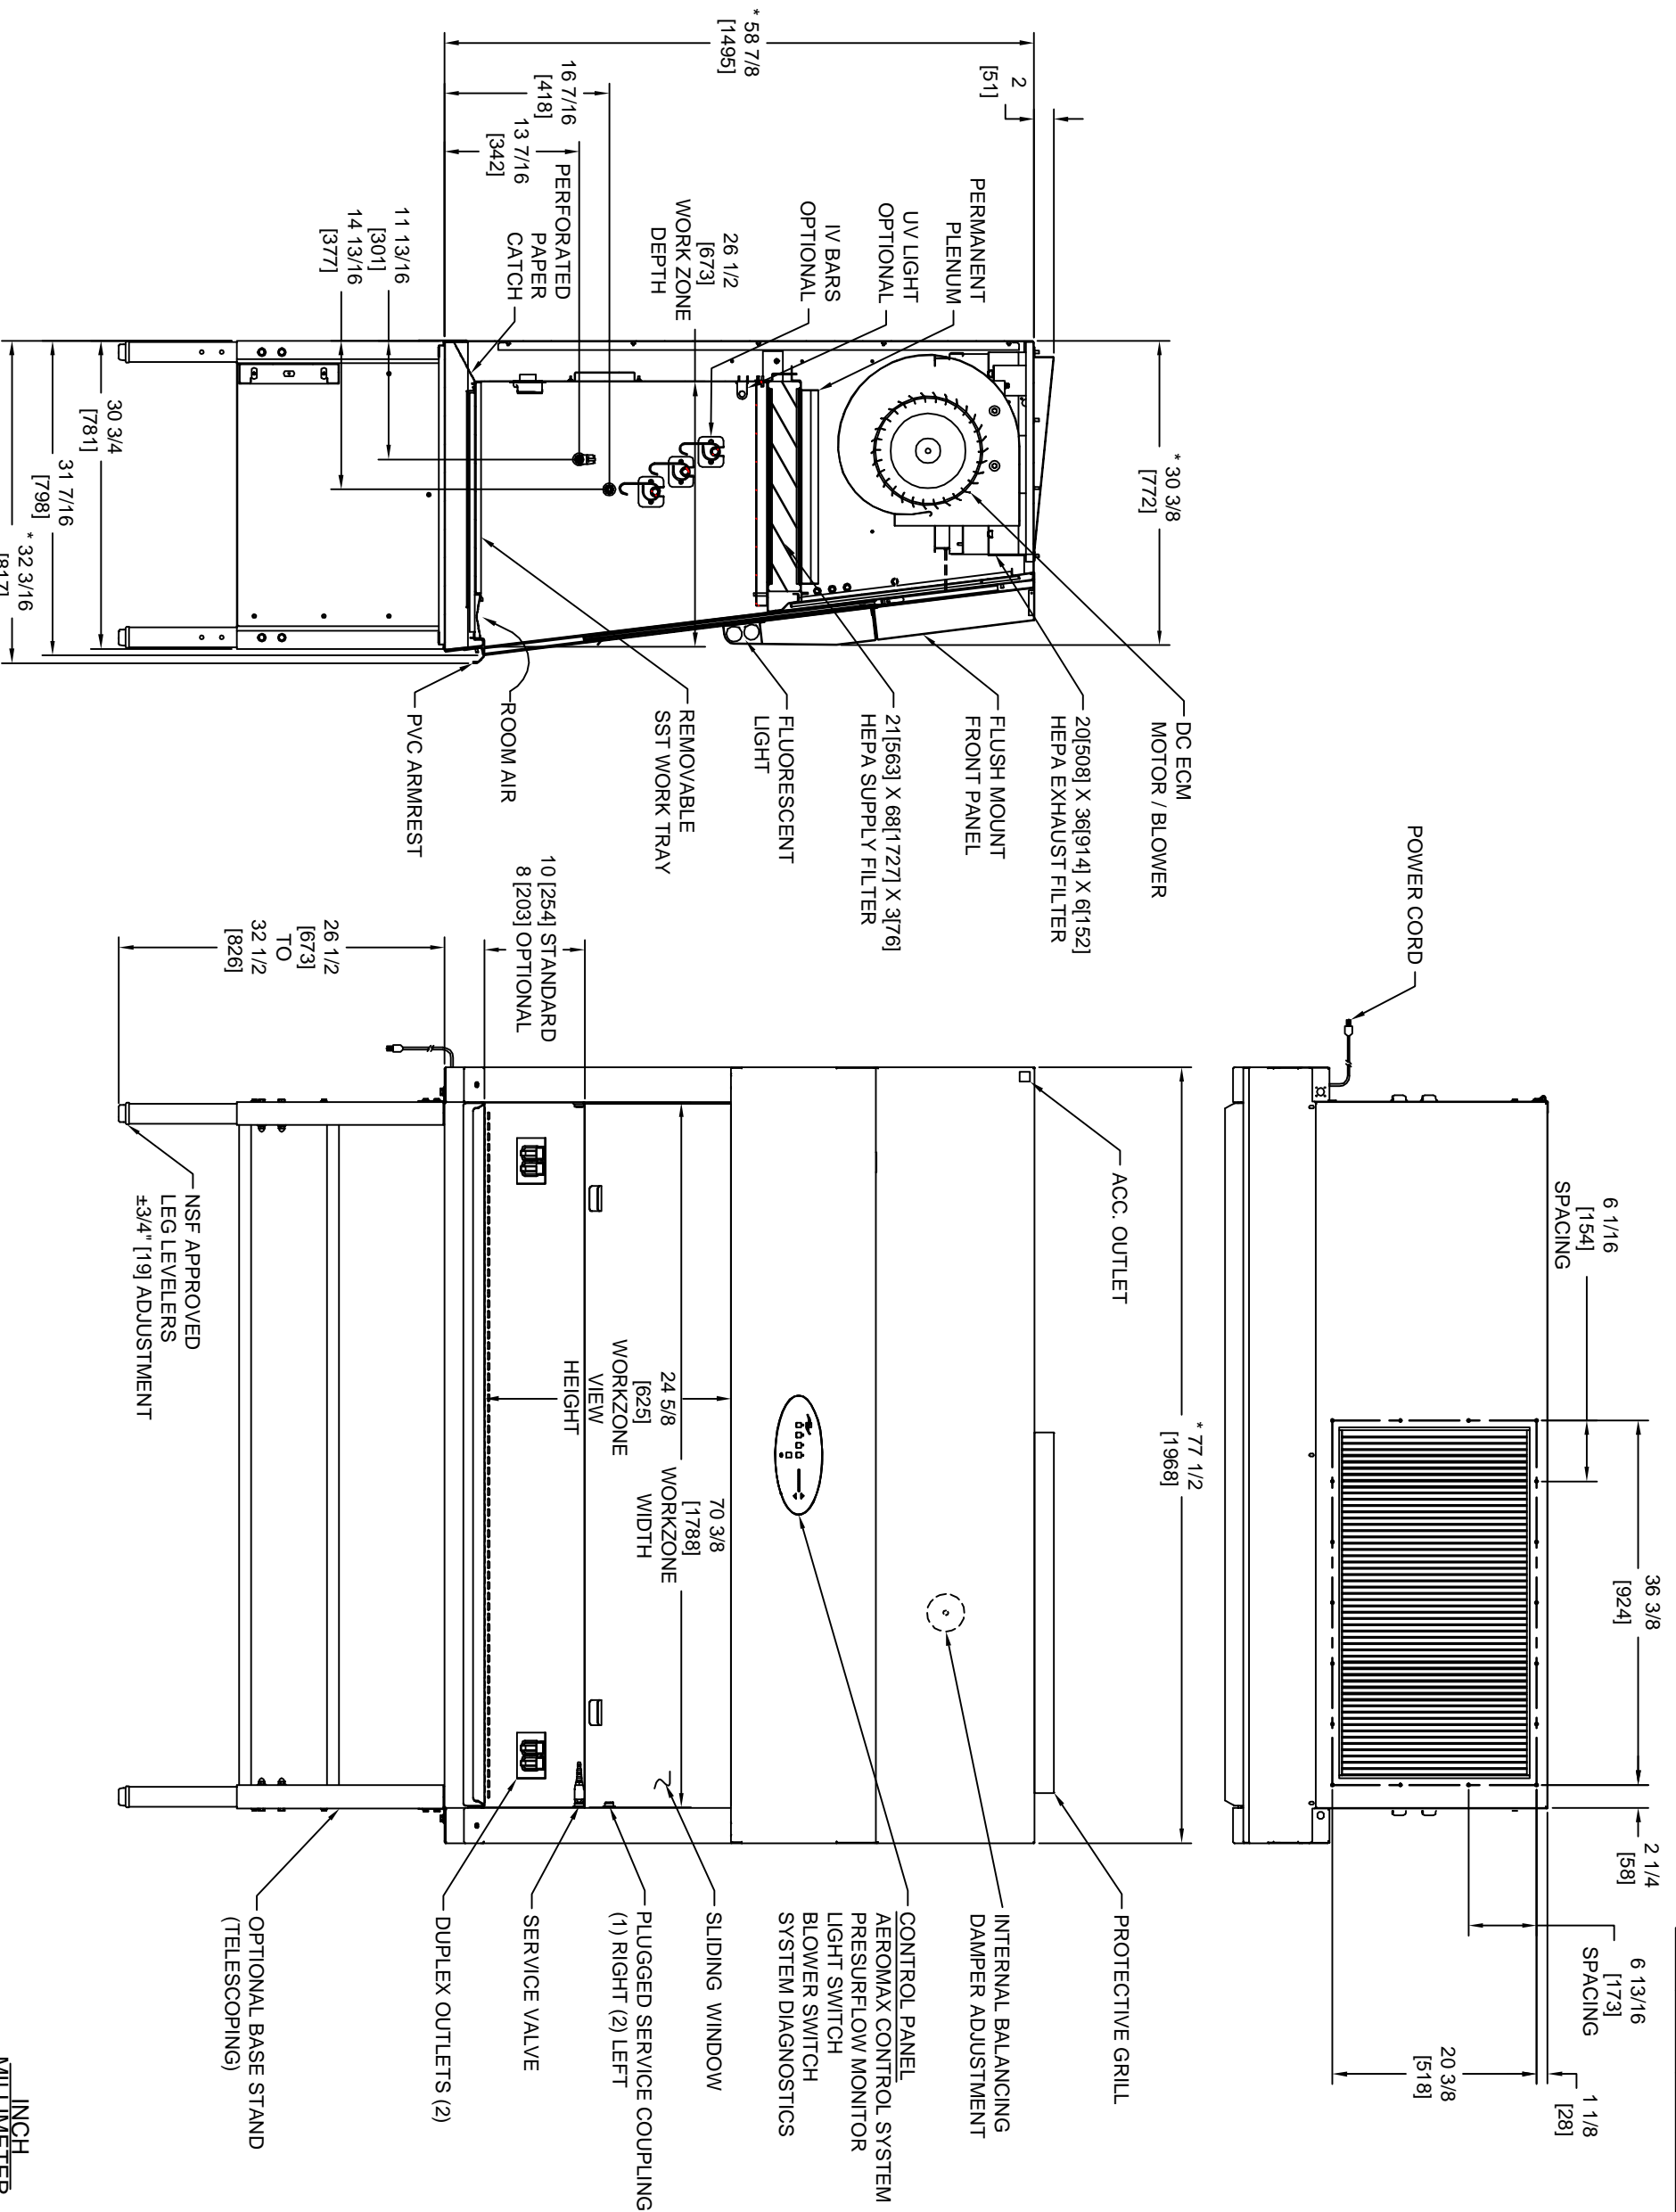 POWER CORD
6 1/16
[154]
SPACING
36 3/8
[924]
2 1/4
[58]
6 13/16
[173]
SPACING
1 1/8
[28]
20 3/8
[518]
* 30 3/8
[772]
2
[51]
* 58 7/8
[1495]
16 7/16
[418]
13 7/16
[342]
PERMANENT
PLENUM
UV LIGHT
OPTIONAL
IV BARS
OPTIONAL
26 1/2
[673]
WORK ZONE
DEPTH
PERFORATED
PAPER
CATCH
11 13/16
[301]
14 13/16
[377]
30 3/4
[781]
31 7/16
[798]
* 32 3/16
[817]
DC ECM
MOTOR / BLOWER
20[508] X 36[914] X 6[152]
HEPA EXHAUST FILTER
FLUSH MOUNT
FRONT PANEL
21[563] X 68[1727] X 3[76]
HEPA SUPPLY FILTER
FLUORESCENT
LIGHT
REMOVABLE
SST WORK TRAY
ROOM AIR
PVC ARMREST
ACC. OUTLET
* 77 1/2
[1968]
70 3/8
[1788]
WORKZONE
WIDTH
24 5/8
[625]
WORKZONE
VIEW
HEIGHT
10 [254] STANDARD
8 [203] OPTIONAL
26 1/2
[673]
TO
32 1/2
[826]
NSF APPROVED
LEG LEVELERS
±3/4" [19] ADJUSTMENT
PROTECTIVE GRILL
INTERNAL BALANCING
DAMPER ADJUSTMENT
CONTROL PANEL
AEROMAX CONTROL SYSTEM
PRESURFLOW MONITOR
LIGHT SWITCH
BLOWER SWITCH
SYSTEM DIAGNOSTICS
SLIDING WINDOW
PLUGGED SERVICE COUPLING
(1) RIGHT (2) LEFT
SERVICE VALVE
DUPLEX OUTLETS (2)
OPTIONAL BASE STAND
(TELESCOPING)
INCH
MILLIMETER